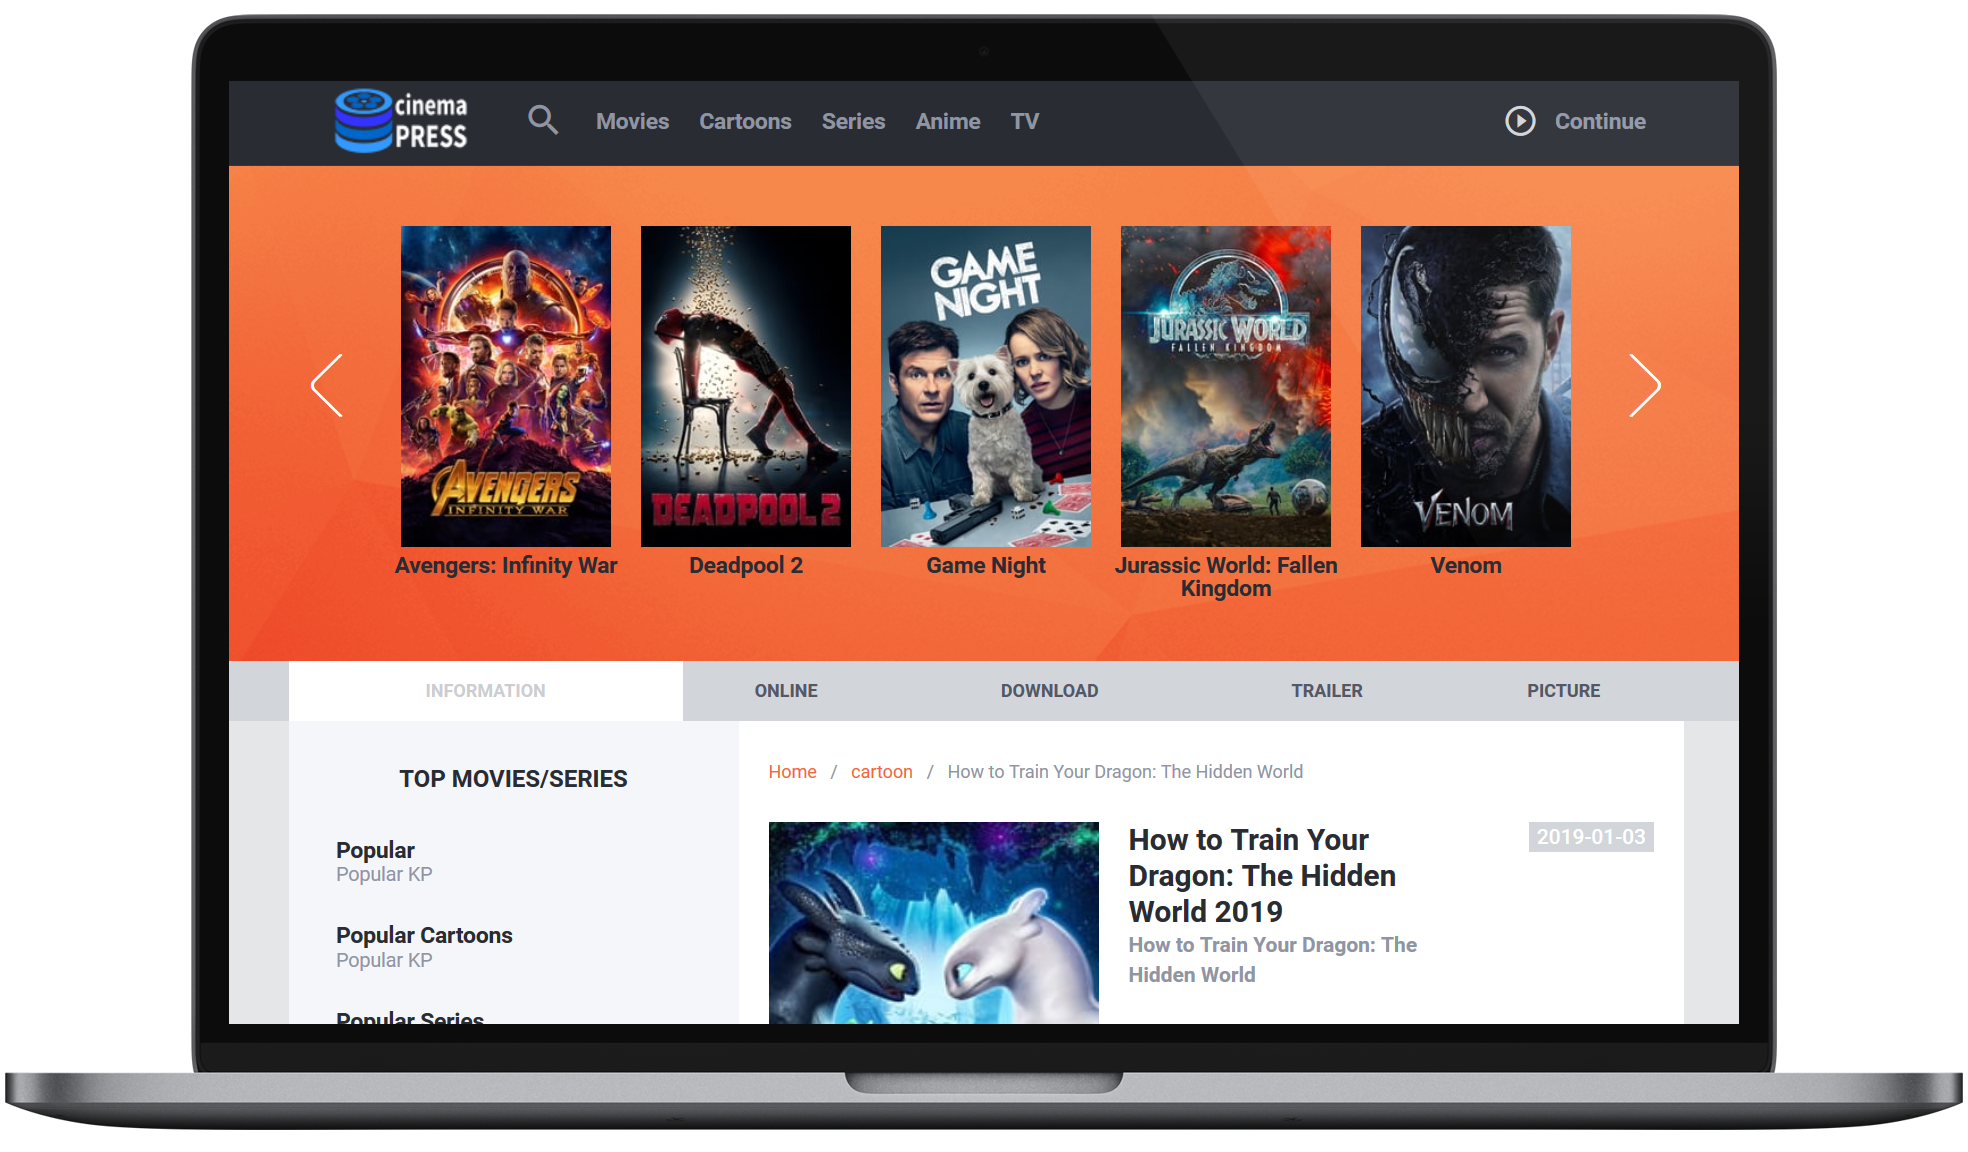 cinema
PRESS
Movies Cartoons Series Anime TV
Continue
AVENGERS
INFINITY WAR
DEADPOOL 2
GAME
NIGHT
JURASSIC WORLD
FALLEN KINGDOM
VENOM
Avengers: Infinity War
Deadpool 2
Game Night
Jurassic World: Fallen
Kingdom
Venom
INFORMATION ONLINE DOWNLOAD TRAILER PICTURE
TOP MOVIES/SERIES
Popular
Popular KP
Popular Cartoons
Popular KP
Popular Series
Home / cartoon / How to Train Your Dragon: The Hidden World
How to Train Your
Dragon: The Hidden
World 2019
2019-01-03
How to Train Your Dragon: The
Hidden World